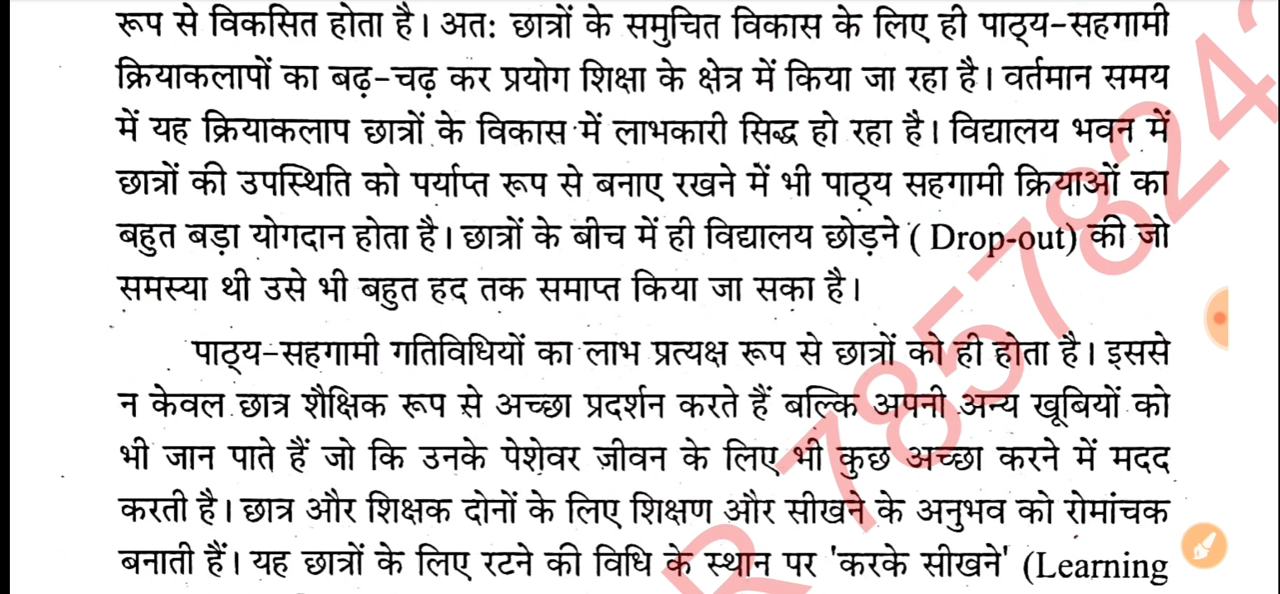 रूप से विकसित होता है। अतः छात्रों के समुचित विकास के लिए ही पाठ्य-सहगामी
क्रियाकलापों का बढ़-चढ़ कर प्रयोग शिक्षा के क्षेत्र में किया जा रहा है। वर्तमान समय
में यह क्रियाकलाप छात्रों के विकास में लाभकारी सिद्ध हो रहा है। विद्यालय भवन में
छात्रों की उपस्थिति को पर्याप्त रूप से बनाए रखने में भी पाठ्य सहगामी क्रियाओं का
बहुत बड़ा योगदान होता है। छात्रों के बीच में ही विद्यालय छोड़ने ( Drop-out) की जो
समस्या थी उसे भी बहुत हद तक समाप्त किया जा सका है।
पाठ्य-सहगामी गतिविधियों का लाभ प्रत्यक्ष रूप से छात्रों को ही होता है। इससे
न केवल छात्र शैक्षिक रूप से अच्छा प्रदर्शन करते हैं बल्कि अपनी अन्य खूबियों को
भी जान पाते हैं जो कि उनके पेशेवर जीवन के लिए भी कुछ अच्छा करने में मदद
करती है। छात्र और शिक्षक दोनों के लिए शिक्षण और सीखने के अनुभव को रोमांचक
बनाती हैं। यह छात्रों के लिए रटने की विधि के स्थान पर 'करके सीखने' (Learning
R 7857824